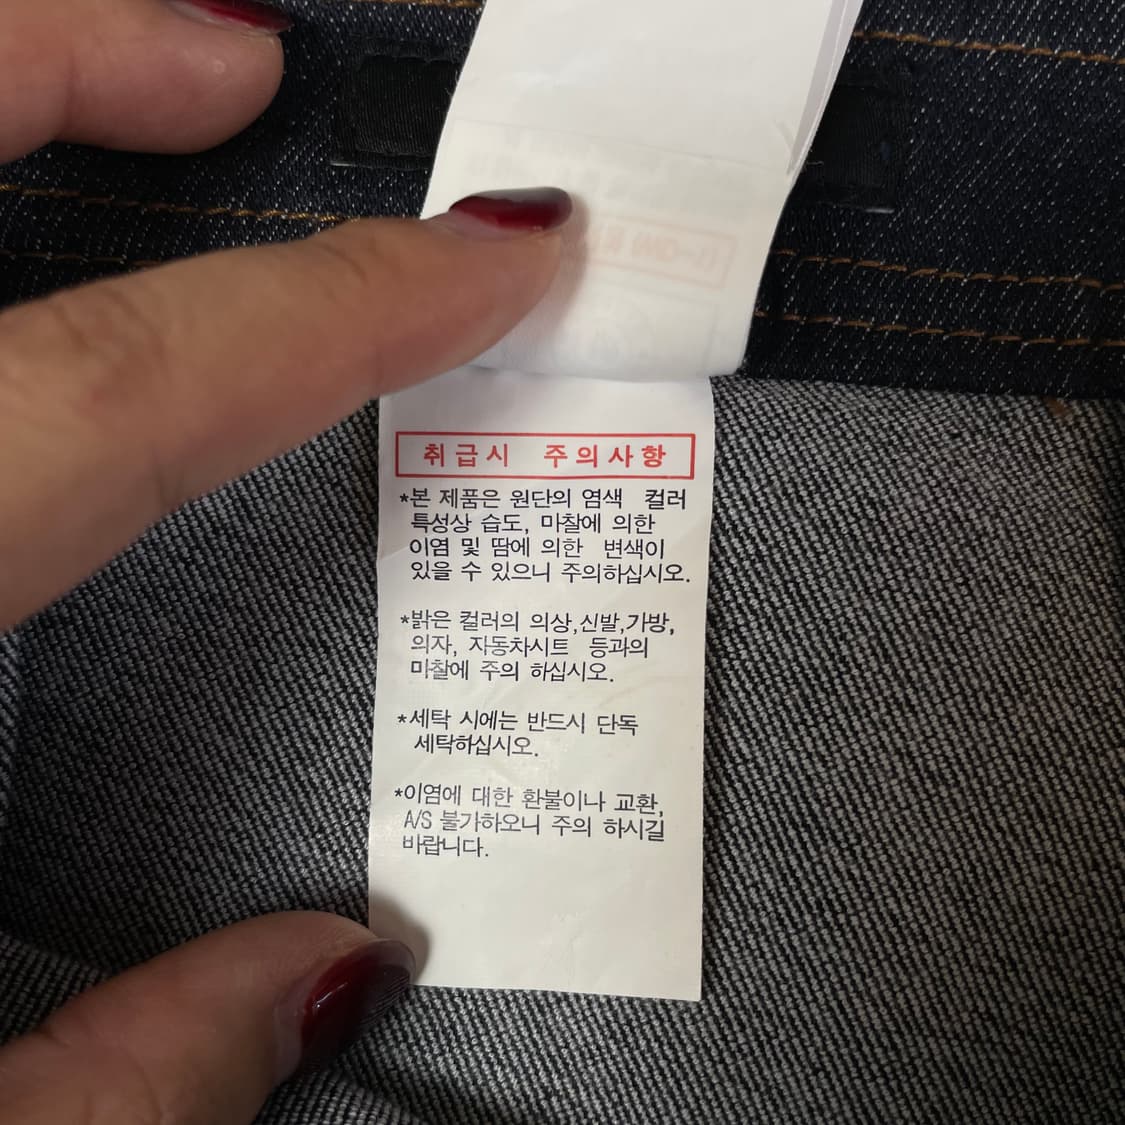 취급시 주의사항
*본 제품은 원단의 염색 컬러
특성상 습도, 마찰에 의한
이염 및 땀에 의한 변색이
있을 수 있으니 주의하십시오.
*밝은 컬러의 의상,신발,가방,
의자, 자동차시트 등과의
마찰에 주의 하십시오.
*세탁 시에는 반드시 단독
세탁하십시오.
*이염에 대한 환불이나 교환,
A/S 불가하오니 주의 하시길
바랍니다.